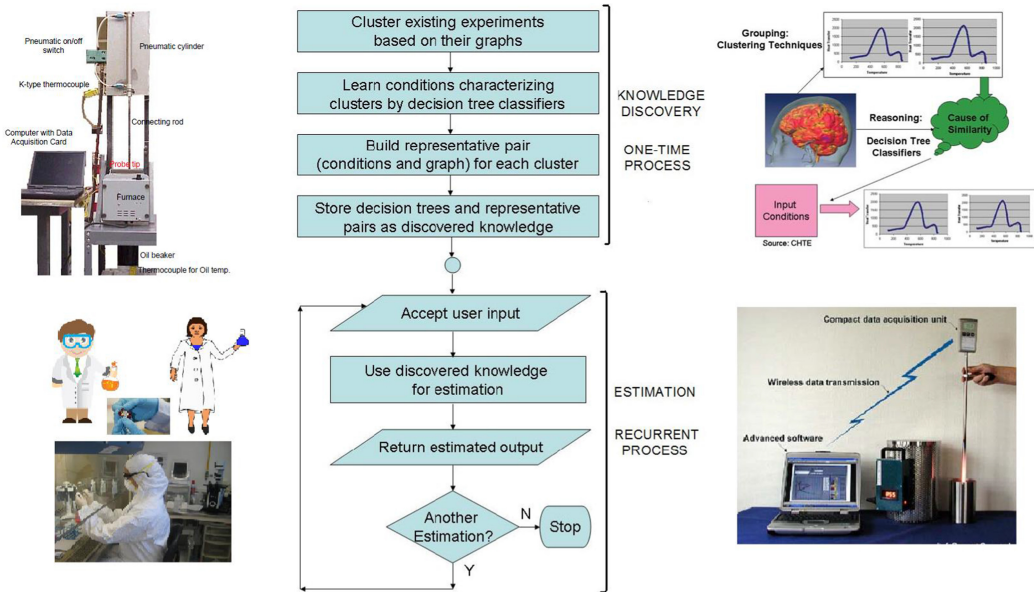 Pneumatic on/off
switch
Pneumatic cylinder
K-type thermocouple
Connecting rod
Computer with Data
Acquisition Card
Probe tip
Furnace
Oil beaker
Thermocouple for Oil temp.
Cluster existing experiments
based on their graphs
Learn conditions characterizing
clusters by decision tree classifiers
Build representative pair
(conditions and graph) for each cluster
Store decision trees and representative
pairs as discovered knowledge
KNOWLEDGE
DISCOVERY
ONE-TIME
PROCESS
Accept user input
Use discovered knowledge
for estimation
Return estimated output
Another
Estimation?
N
Stop
Y
ESTIMATION
RECURRENT
PROCESS
Grouping:
Clustering Techniques
Temperature
Temperature
Reasoning:
Decision Tree
Classifiers
Cause of
Similarity
Input
Conditions
Source: CHTE
Temperature
Temperature
Compact data acquisition unit
Wireless data transmission
Advanced software